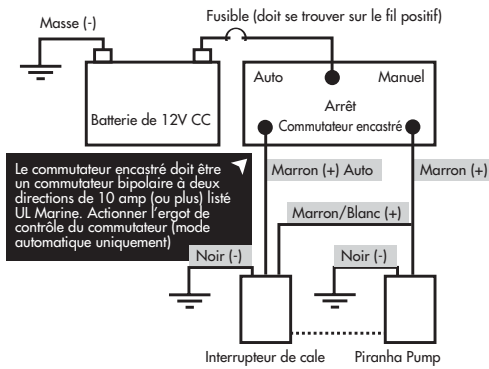 Fusible (doit se trouver sur le fil positif)
Masse (-)
Auto
Manuel
Arrêt
Batterie de 12V CC
Commutateur encastré
Le commutateur encastré doit être
un commutateur bipolaire à deux
directions de 10 amp (ou plus) listé
UL Marine. Actionner l'ergot de
contrôle du commutateur (mode
automatique uniquement)
Marron (+) Auto
Marron (+)
Marron/Blanc (+)
Noir (-)
Noir (-)
Interrupteur de cale
Piranha Pump